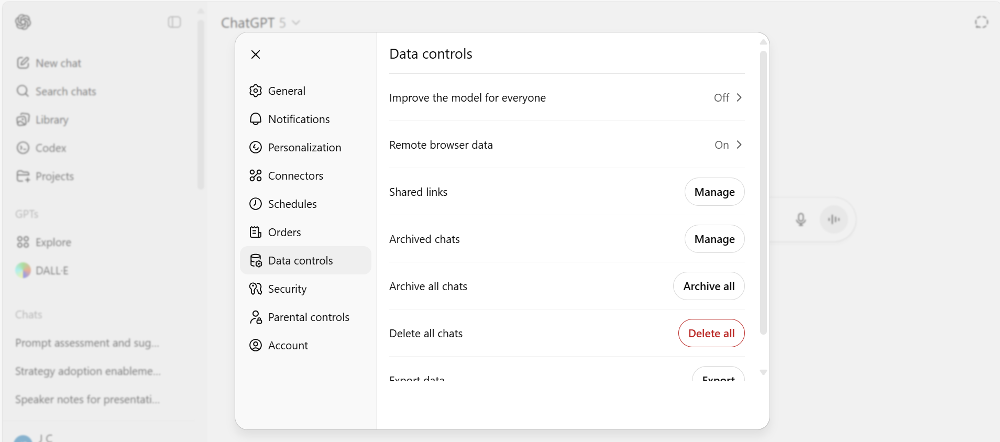 ChatGPT 5
New chat
Search chats
Library
Codex
Projects
GPTs
Explore
DALL·E
Chats
Prompt assessment and sug...
Strategy adoption enableme...
Speaker notes for presentati...
J C
General
Notifications
Personalization
Connectors
Schedules
Orders
Data controls
Security
Parental controls
Account
Data controls
Improve the model for everyone Off
Remote browser data On
Shared links Manage
Archived chats Manage
Archive all chats Archive all
Delete all chats Delete all
Export data Export